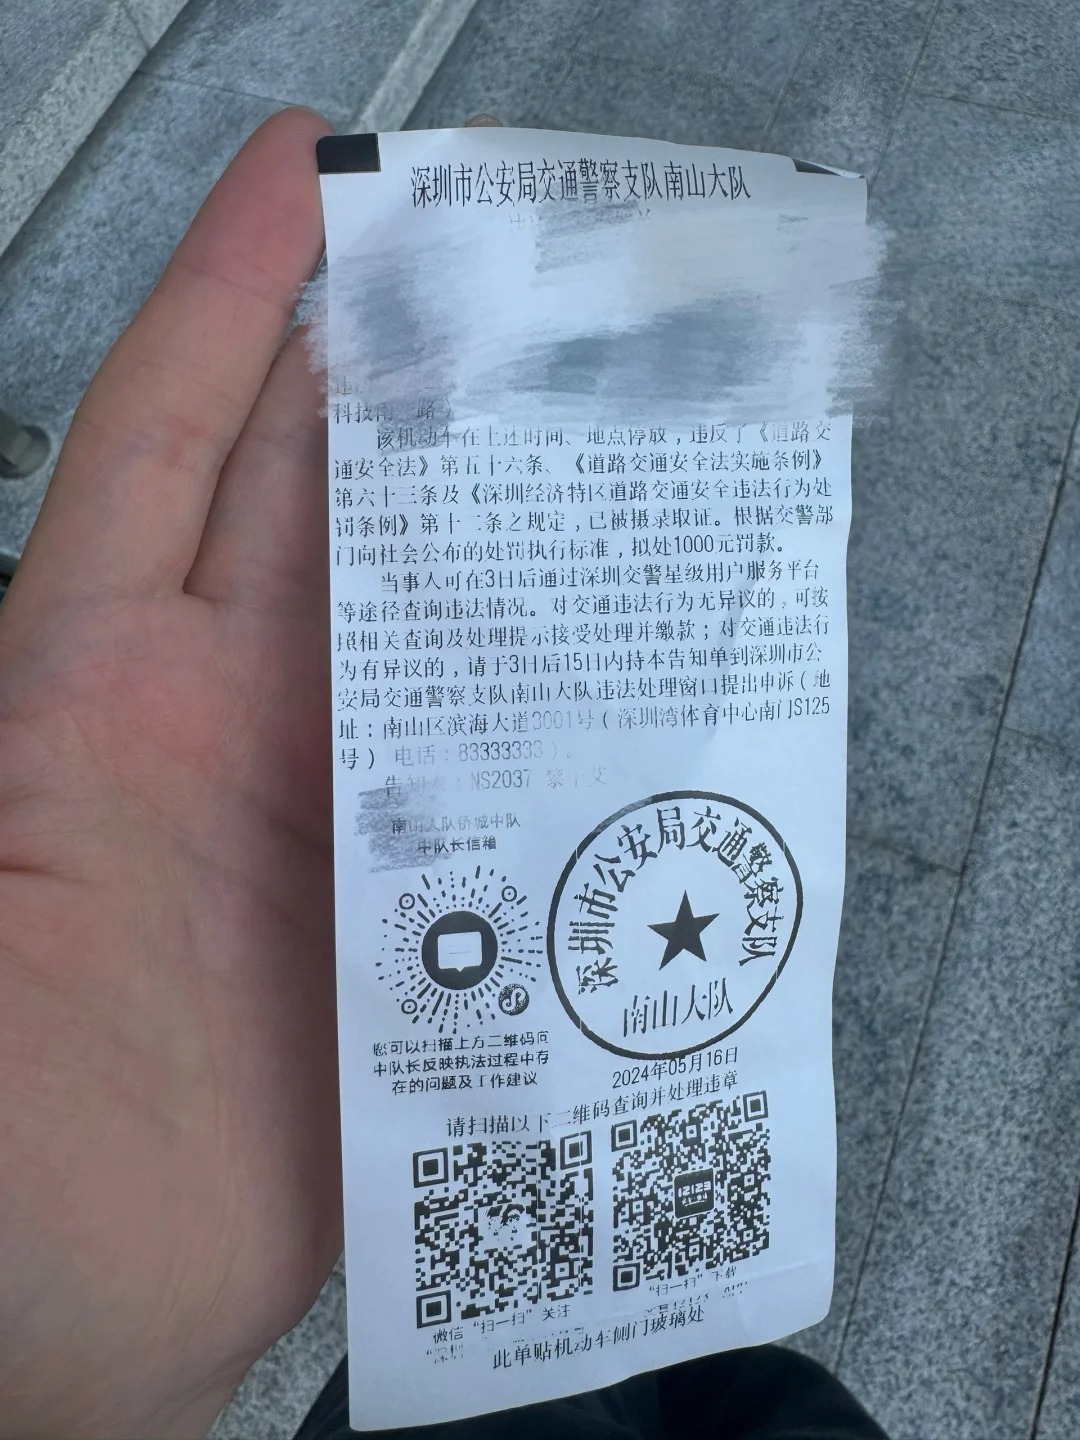 深圳市公安局交通警察支队南山大队
科技南 路）
该机动车在上述时间、地点停放，违反了《道路交
通安全法》第五十六条、《道路交通安全法实施条例》
第六十三条及《深圳经济特区道路交通安全违法行为处
罚条例》第十二条之规定，已被摄录取证。根据交警部
门向社会公布的处罚执行标准，拟处1000元罚款。
当事人可在3日后通过深圳交警星级用户服务平台
等途径查询违法情况。对交通违法行为无异议的，可按
照相关查询及处理提示接受处理并缴款；对交通违法行
为有异议的，请于3日后15日内持本告知单到深圳市公
安局交通警察支队南山大队违法处理窗口提出申诉（地
址：南山区滨海大道3001号（深圳湾体育中心南门S125
号） 电话：83333333）。
告知人：NS2037
南山大队侨城中队
中队长信箱
您可以扫描上方二维码向
中队长反映执法过程中存
在的问题及工作建议
深圳市公安局交通警察支队
南山大队
2024年05月16日
请扫描以下二维码查询并处理违章
12123
微信“扫一扫”关注
“扫一扫”下载
此单贴机动车侧门玻璃处